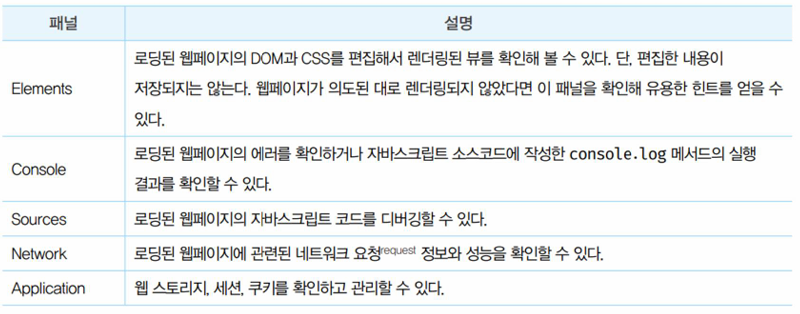 패널 설명
Elements
로딩된 웹페이지의 DOM과 CSS를 편집해서 렌더링된 뷰를 확인해 볼 수 있다. 단, 편집한 내용이
저장되지는 않는다. 웹페이지가 의도된 대로 렌더링되지 않았다면 이 패널을 확인해 유용한 힌트를 얻을 수
있다.
Console
로딩된 웹페이지의 에러를 확인하거나 자바스크립트 소스코드에 작성한 console.log 메서드의 실행
결과를 확인할 수 있다.
Sources 로딩된 웹페이지의 자바스크립트 코드를 디버깅할 수 있다.
Network 로딩된 웹페이지에 관련된 네트워크 요청request 정보와 성능을 확인할 수 있다.
Application 웹 스토리지, 세션, 쿠키를 확인하고 관리할 수 있다.